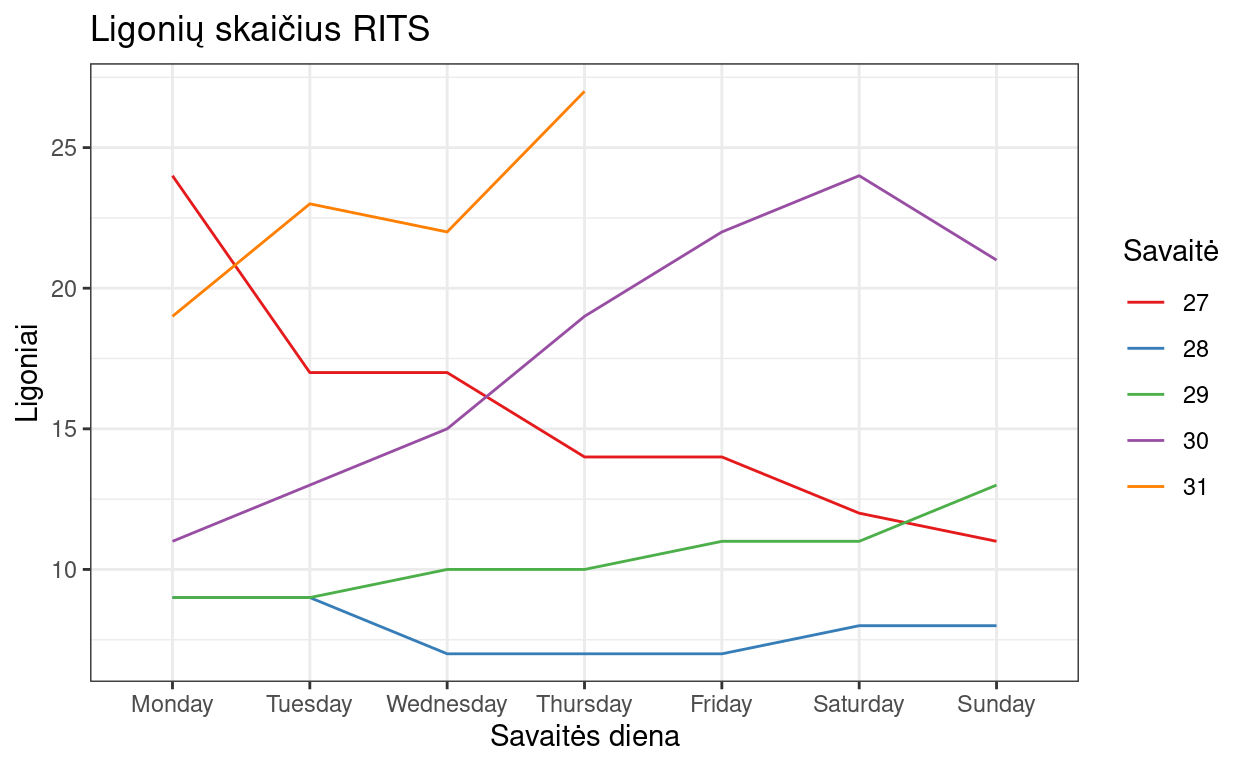 Ligonių skaičius RITS
Ligoniai
25
20
15
10
Monday Tuesday Wednesday Thursday Friday Saturday Sunday
Savaitės diena
Savaitė
27
28
29
30
31